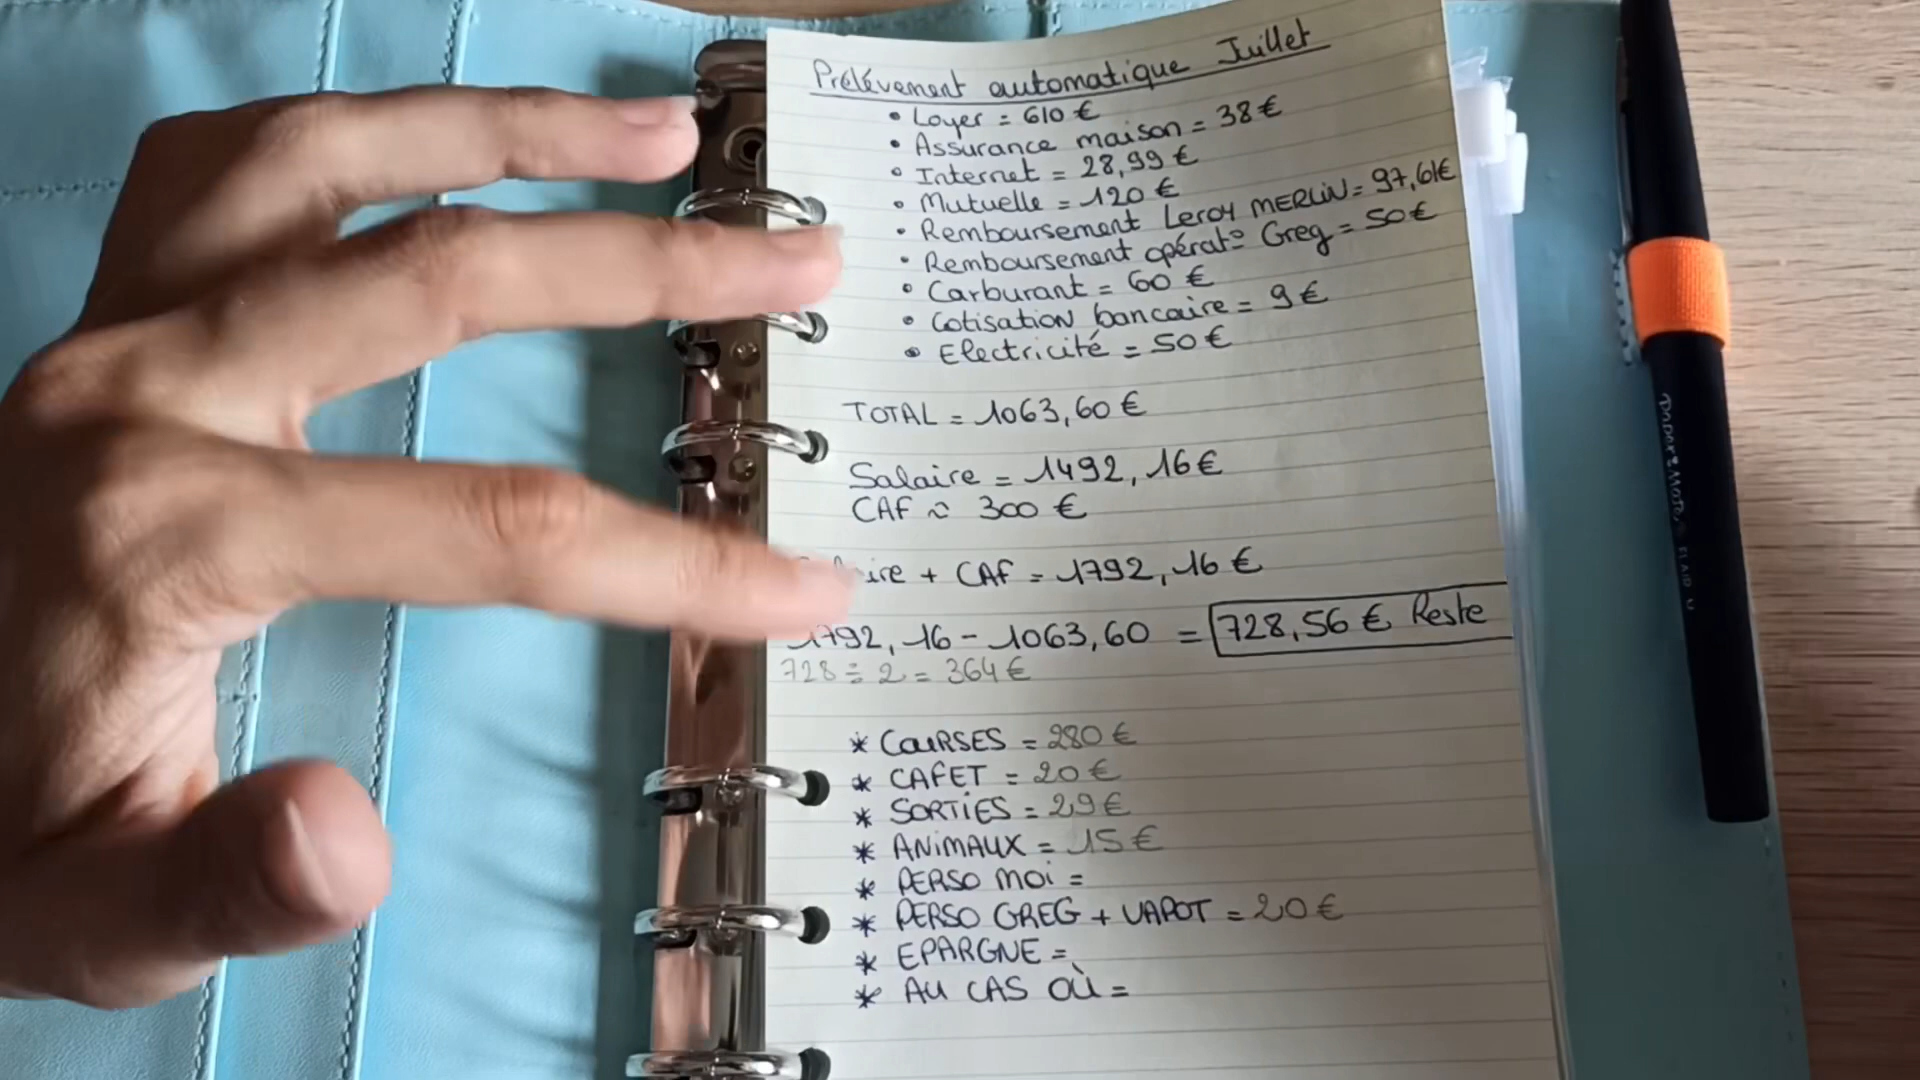 Prélévement automatique Juillet
• Loyer = 610 €
• Assurance maison = 38 €
• Internet = 28,99 €
• Mutuelle = 120 €
• Remboursement Leroy MERLIN = 97,61€
• Remboursement opérat° Greg = 50 €
• Carburant = 60 €
• Cotisation bancaire = 9 €
• Electricité = 50 €
TOTAL = 1063,60 €
Salaire = 1492,16 €
CAF ~ 300 €
ire + CAF = 1792,16 €
1792,16 - 1063,60 = 728,56 € Reste
728 ÷ 2 = 364 €
* COURSES = 280 €
* CAFET = 20 €
* SORTIES = 29 €
* ANIMAUX = 15 €
* PERSO MOI =
* PERSO GREG + VAPOT = 20 €
* EPARGNE =
* AU CAS OÙ =